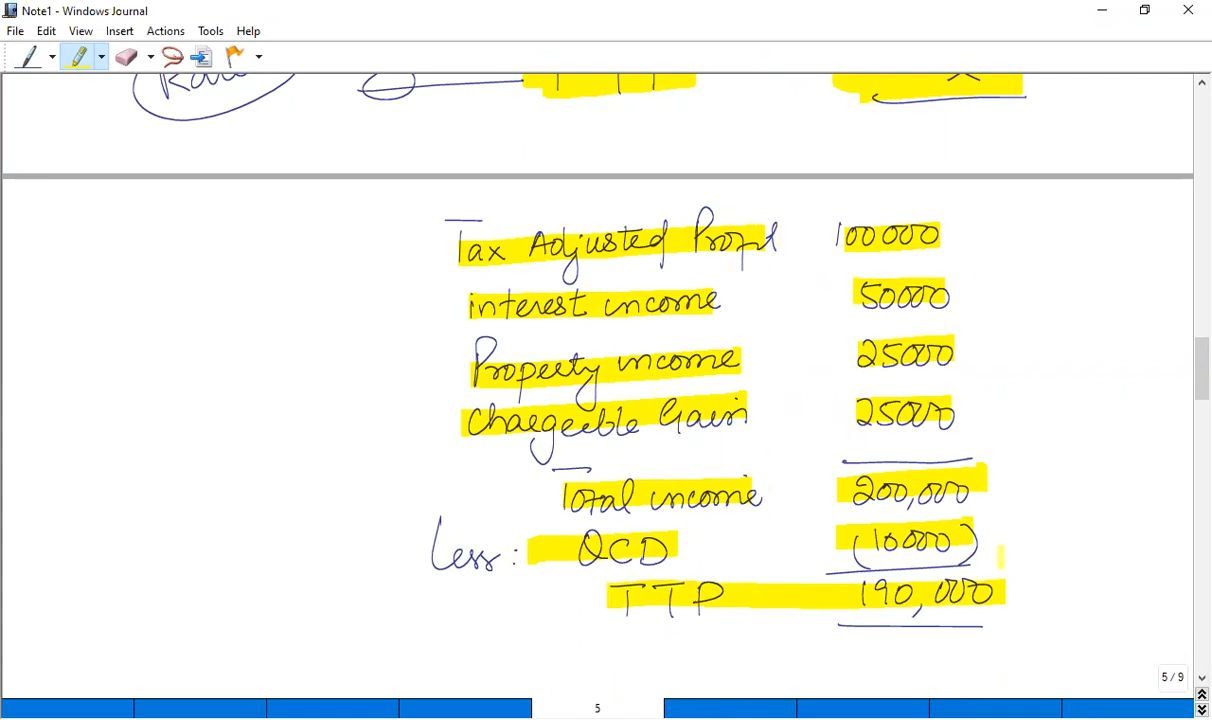 Note1 - Windows Journal
File Edit View Insert Actions Tools Help
Tax Adjusted Profit 100000
interest income 50000
Property income 25000
Chargeeble Gain 25000
Total income 200,000
Less: QCD (10000)
TTP 190,000
5 / 9
5